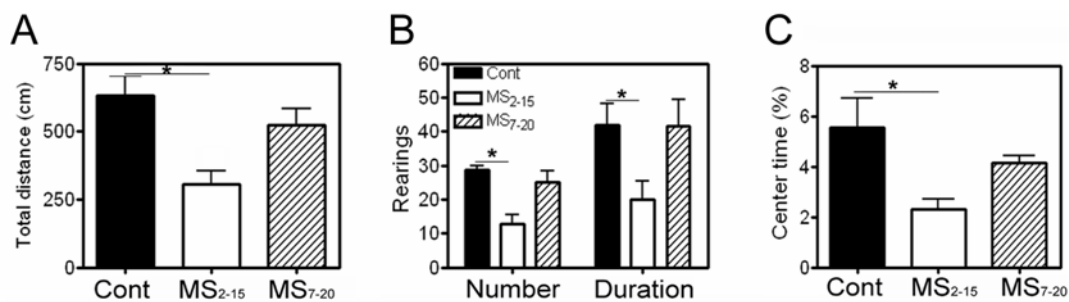 A
Total distance (cm)
750
500
250
0
*
Cont MS2-15 MS7-20
B
Rearings
60
50
40
30
20
10
0
Cont
MS2-15
MS7-20
*
*
Number Duration
C
Center time (%)
8
6
4
2
0
*
Cont MS2-15 MS7-20